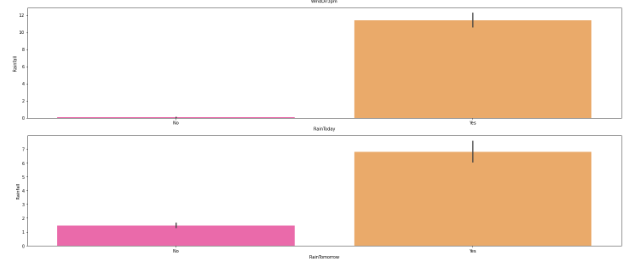 WindDir3pm
Rainfall
12
10
8
6
4
2
0
No Yes
RainToday
Rainfall
7
6
5
4
3
2
1
0
No Yes
RainTomorrow